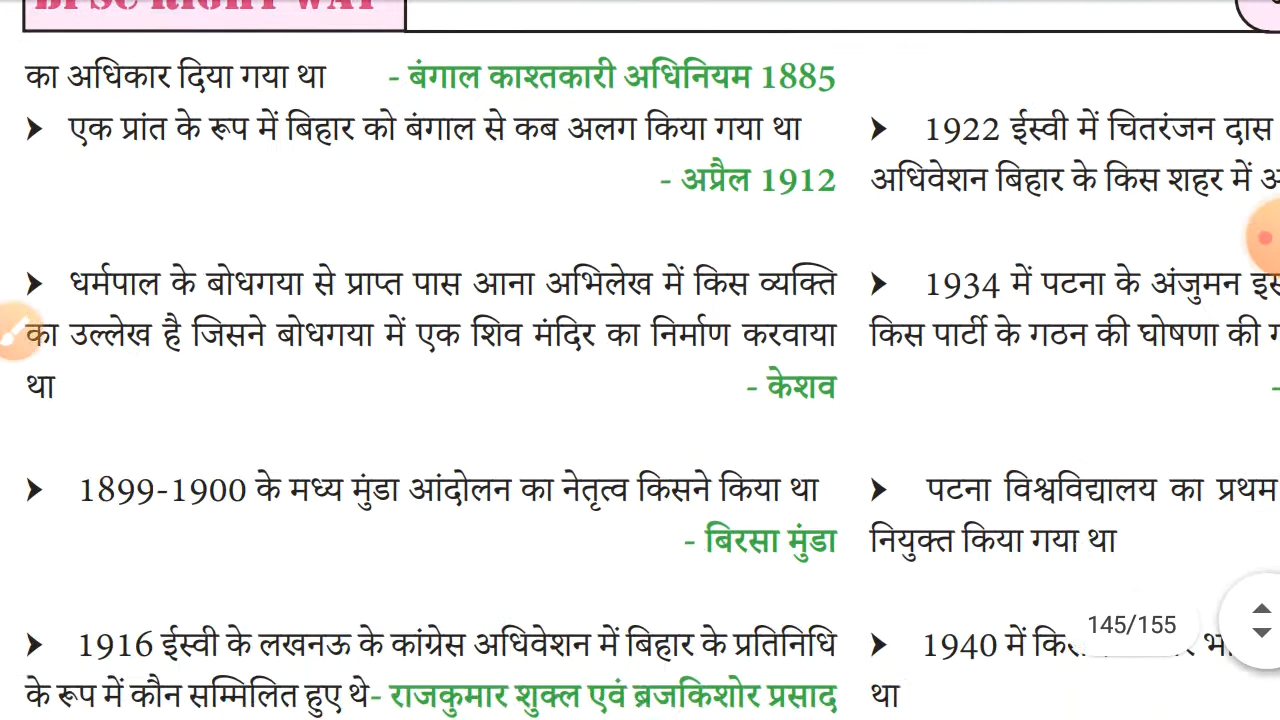 BPSC RIGHT WAY
का अधिकार दिया गया था - बंगाल काश्तकारी अधिनियम 1885
➤ एक प्रांत के रूप में बिहार को बंगाल से कब अलग किया गया था
- अप्रैल 1912
➤ धर्मपाल के बोधगया से प्राप्त पास आना अभिलेख में किस व्यक्ति
का उल्लेख है जिसने बोधगया में एक शिव मंदिर का निर्माण करवाया
था - केशव
➤ 1899-1900 के मध्य मुंडा आंदोलन का नेतृत्व किसने किया था
- बिरसा मुंडा
➤ 1916 ईस्वी के लखनऊ के कांग्रेस अधिवेशन में बिहार के प्रतिनिधि
के रूप में कौन सम्मिलित हुए थे- राजकुमार शुक्ल एवं ब्रजकिशोर प्रसाद
➤ 1922 ईस्वी में चितरंजन दास
अधिवेशन बिहार के किस शहर में
➤ 1934 में पटना के अंजुमन
किस पार्टी के गठन की घोषणा की
-
➤ पटना विश्वविद्यालय का प्रथम
नियुक्त किया गया था
➤ 1940 में
था
145/155